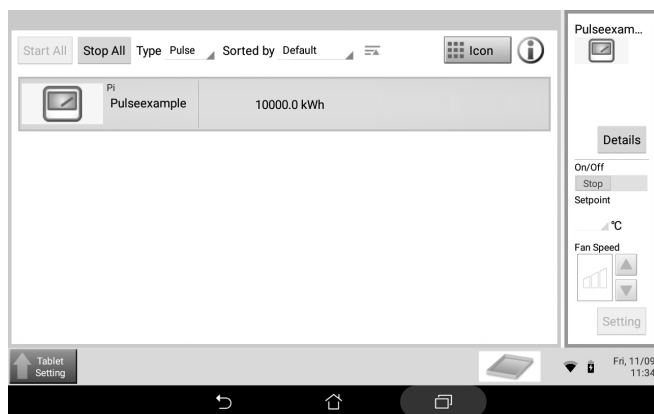 Start All Stop All Type Pulse Sorted by Default Icon
Pi
Pulseexample 10000.0 kWh
Pulseexam...
Details
On/Off
Stop
Setpoint
℃
Fan Speed
Setting
Tablet
Setting
Fri, 11/09
11:34